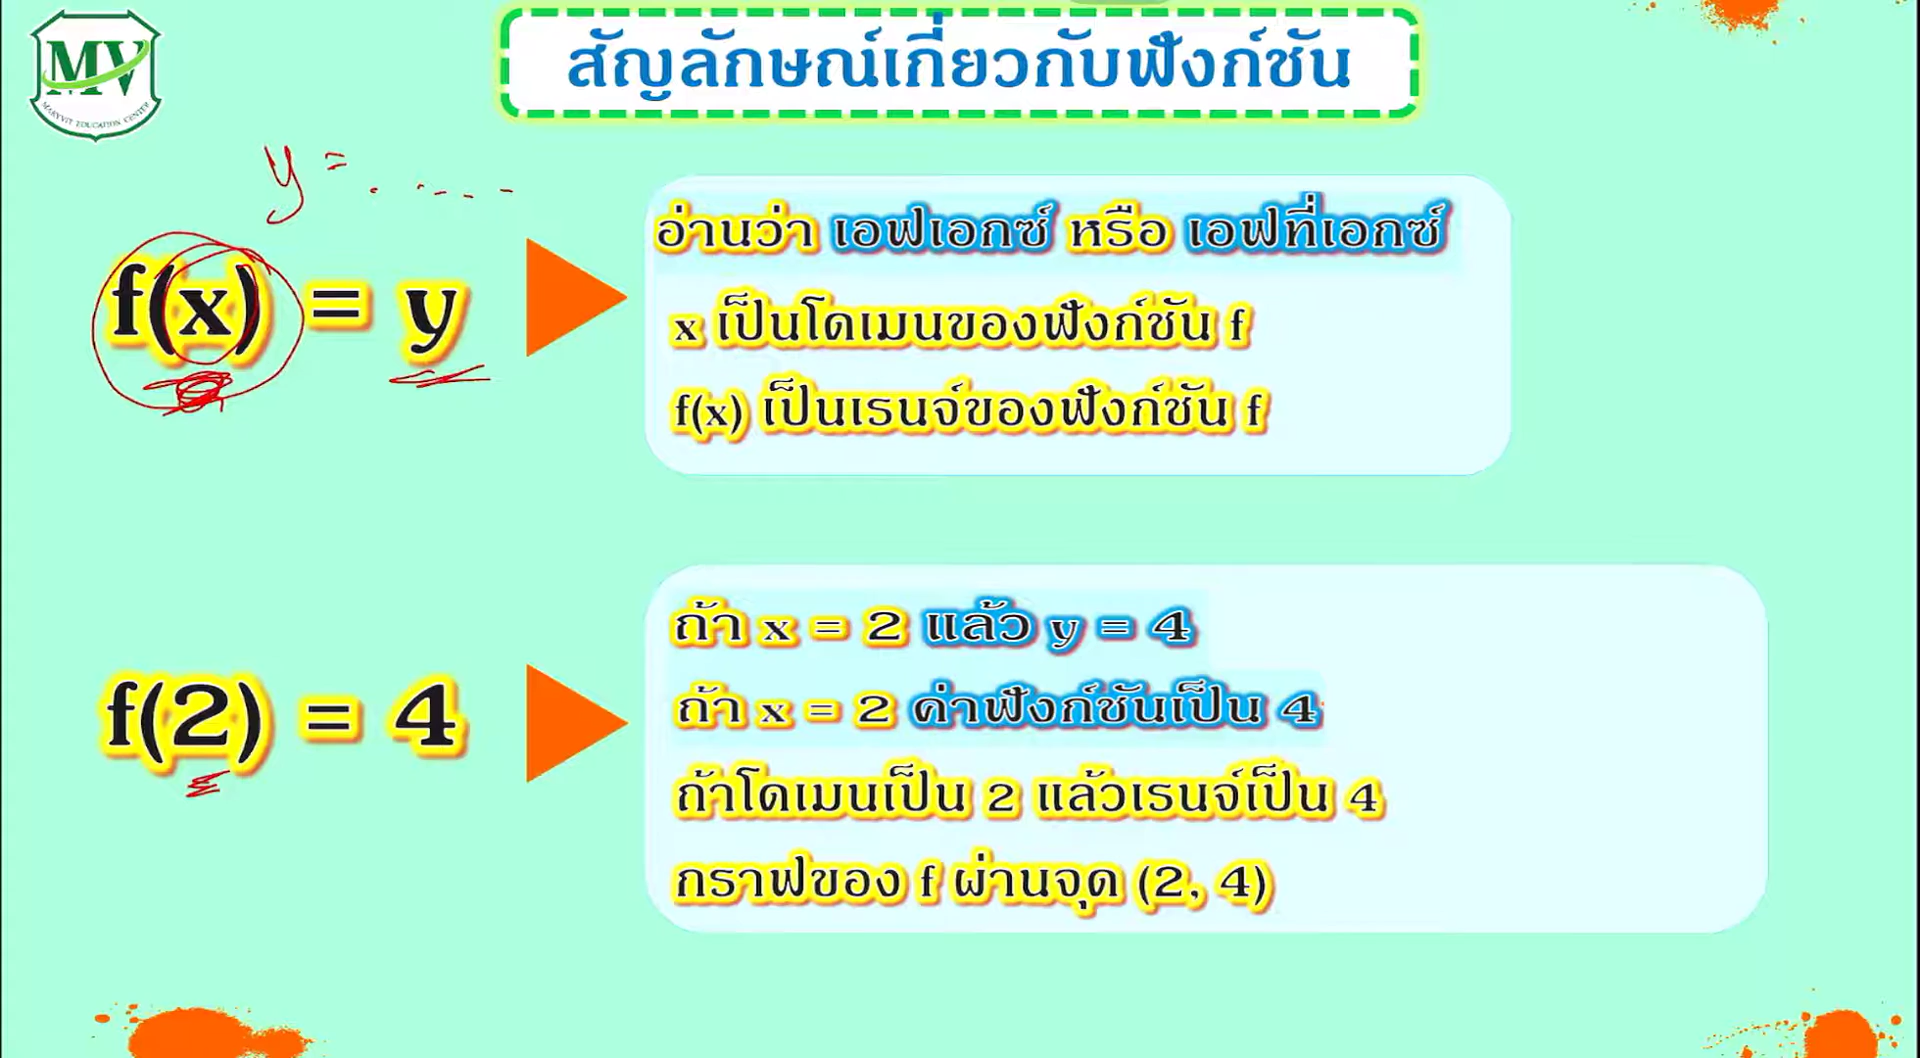 สัญลักษณ์เกี่ยวกับฟังก์ชัน
MV
MARYVIT EDUCATION CENTER
y = . . . . .
f(x) = y
อ่านว่า เอฟเอกซ์ หรือ เอฟที่เอกซ์
x เป็นโดเมนของฟังก์ชัน f
f(x) เป็นเรนจ์ของฟังก์ชัน f
f(2) = 4
ถ้า x = 2 แล้ว y = 4
ถ้า x = 2 ค่าฟังก์ชันเป็น 4
ถ้าโดเมนเป็น 2 แล้วเรนจ์เป็น 4
กราฟของ f ผ่านจุด (2, 4)